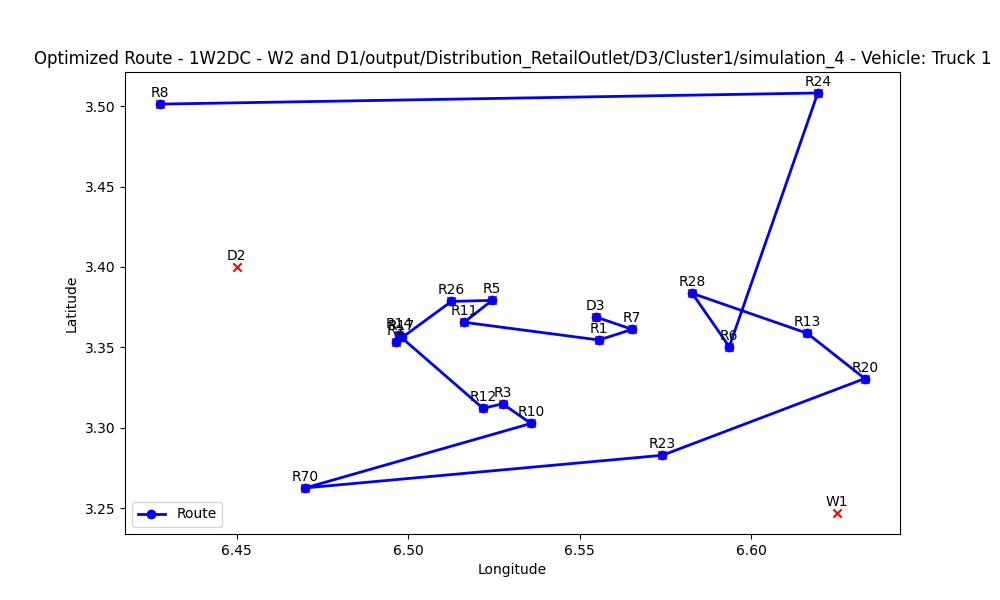 Optimized Route - 1W2DC - W2 and D1/output/Distribution_RetailOutlet/D3/Cluster1/simulation_4 - Vehicle: Truck 1
R8
R24
3.50
3.45
D2
3.40
R28
R26
R5
D3
R11
R7
R13
R1
R6
3.35
R20
R12
R3
R10
3.30
R23
R70
W1
3.25
Route
6.45
6.50
6.55
6.60
Latitude
Longitude